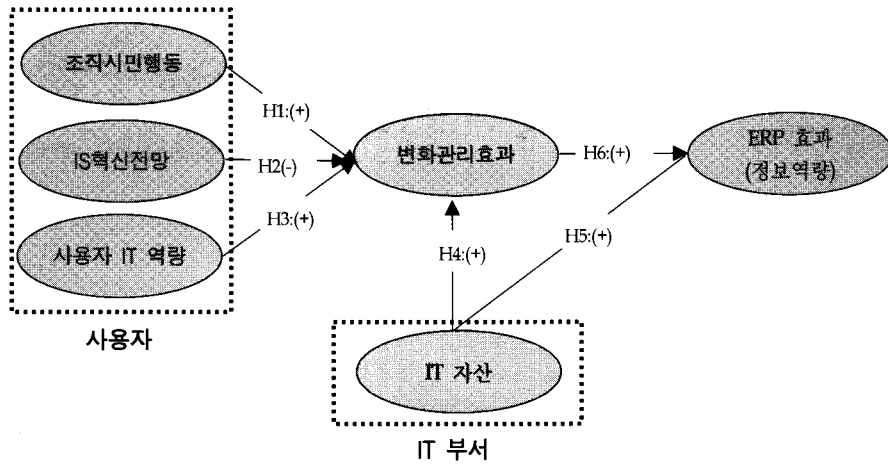 조직시민행동
H1:(+)
IS혁신전망
H2(-)
변화관리효과
H6:(+)
ERP 효과
(정보역량)
H3:(+)
사용자 IT 역량
H4:(+)
H5:(+)
사용자
IT 자산
IT 부서